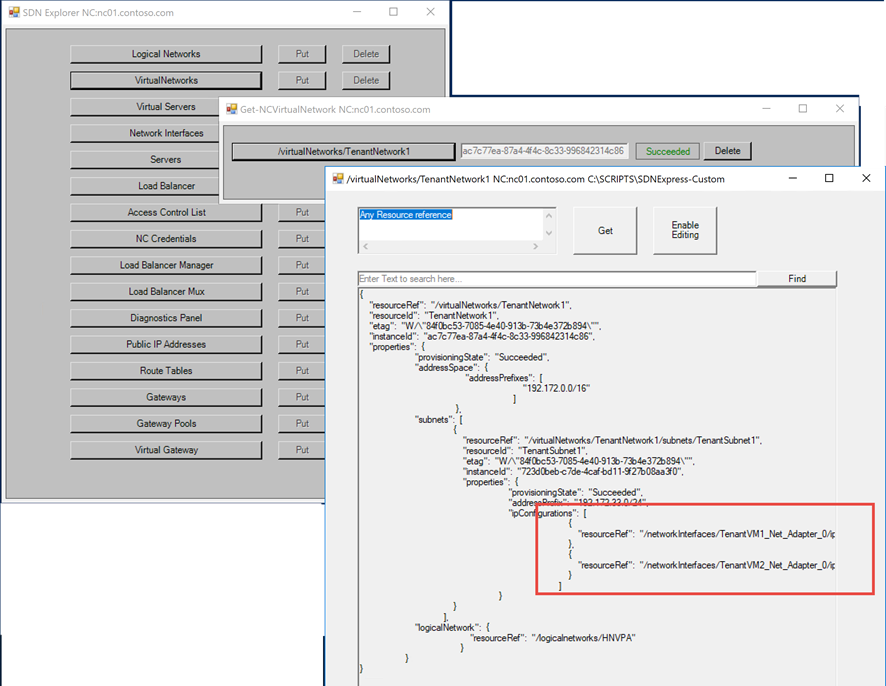 SDN Explorer NC:nc01.contoso.com
Logical Networks Put Delete
VirtualNetworks Put Delete
Virtual Servers
Network Interfaces
Servers
Load Balancer
Access Control List Put
NC Credentials Put
Load Balancer Manager Put
Load Balancer Mux Put
Diagnostics Panel Put
Public IP Addresses Put
Route Tables Put
Gateways Put
Gateway Pools Put
Virtual Gateway Put
Get-NCVirtualNetwork NC:nc01.contoso.com
/virtualNetworks/TenantNetwork1 ac7c77ea-87a4-4f4c-8c33-996842314c86 Succeeded Delete
/virtualNetworks/TenantNetwork1 NC:nc01.contoso.com C:\SCRIPTS\SDNExpress-Custom
Any Resource reference
Get
Enable
Editing
Enter Text to search here...
Find
{
"resourceRef": "/virtualNetworks/TenantNetwork1",
"resourceId": "TenantNetwork1",
"etag": "W/\"84f0bc53-7085-4e40-913b-73b4e372b894\"",
"instanceId": "ac7c77ea-87a4-4f4c-8c33-996842314c86",
"properties": {
"provisioningState": "Succeeded",
"addressSpace": {
"addressPrefixes": [
"192.172.0.0/16"
]
},
"subnets": [
{
"resourceRef": "/virtualNetworks/TenantNetwork1/subnets/TenantSubnet1",
"resourceId": "TenantSubnet1",
"etag": "W/\"84f0bc53-7085-4e40-913b-73b4e372b894\"",
"instanceId": "723d0beb-c7de-4caf-bd11-9f27b08aa3f0",
"properties": {
"provisioningState": "Succeeded",
"addressPrefix": "192.172.33.0/24",
"ipConfigurations": [
{
"resourceRef": "/networkInterfaces/TenantVM1_Net_Adapter_0/ip
},
{
"resourceRef": "/networkInterfaces/TenantVM2_Net_Adapter_0/ip
}
]
}
}
],
"logicalNetwork": {
"resourceRef": "/logicalnetworks/HNVPA"
}
}
}